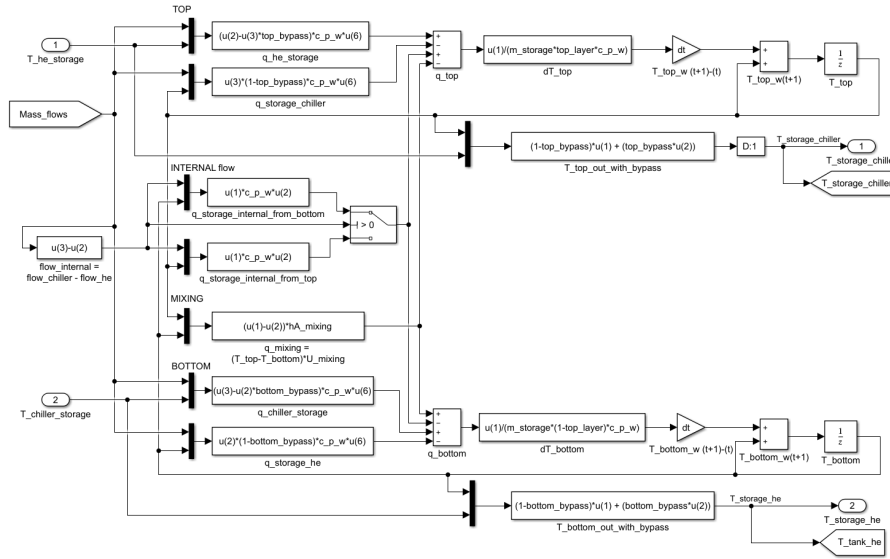 TOP
1
T_he_storage
(u(2)-u(3)*top_bypass)*c_p_w*u(6)
q_he_storage
u(3)*(1-top_bypass)*c_p_w*u(6)
q_storage_chiller
+
−
+
−
q_top
u(1)/(m_storage*top_layer*c_p_w)
dT_top
dt
T_top_w (t+1)-(t)
+
+
T_top_w(t+1)
1
z
T_top
Mass_flows
(1-top_bypass)*u(1) + (top_bypass*u(2))
T_top_out_with_bypass
D:1
T_storage_chiller
1
T_storage_chille
T_storage_chiller
INTERNAL flow
u(1)*c_p_w*u(2)
q_storage_internal_from_bottom
> 0
u(3)-u(2)
flow_internal =
flow_chiller - flow_he
u(1)*c_p_w*u(2)
q_storage_internal_from_top
MIXING
(u(1)-u(2))*hA_mixing
q_mixing =
(T_top-T_bottom)*U_mixing
BOTTOM
2
T_chiller_storage
(u(3)-u(2)*bottom_bypass)*c_p_w*u(6)
q_chiller_storage
u(2)*(1-bottom_bypass)*c_p_w*u(6)
q_storage_he
+
−
+
−
q_bottom
u(1)/(m_storage*(1-top_layer)*c_p_w)
dT_bottom
dt
T_bottom_w (t+1)-(t)
+
+
T_bottom_w(t+1)
1
z
T_bottom
(1-bottom_bypass)*u(1) + (bottom_bypass*u(2))
T_bottom_out_with_bypass
T_storage_he
2
T_storage_he
T_tank_he